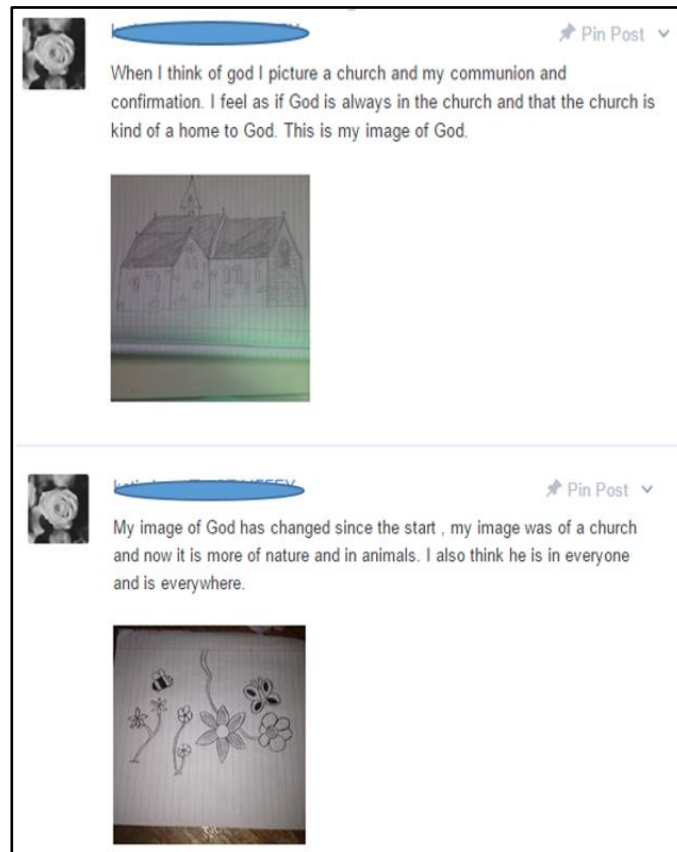 Pin Post
When I think of god I picture a church and my communion and
confirmation. I feel as if God is always in the church and that the church is
kind of a home to God. This is my image of God.
Pin Post
My image of God has changed since the start , my image was of a church
and now it is more of nature and in animals. I also think he is in everyone
and is everywhere.